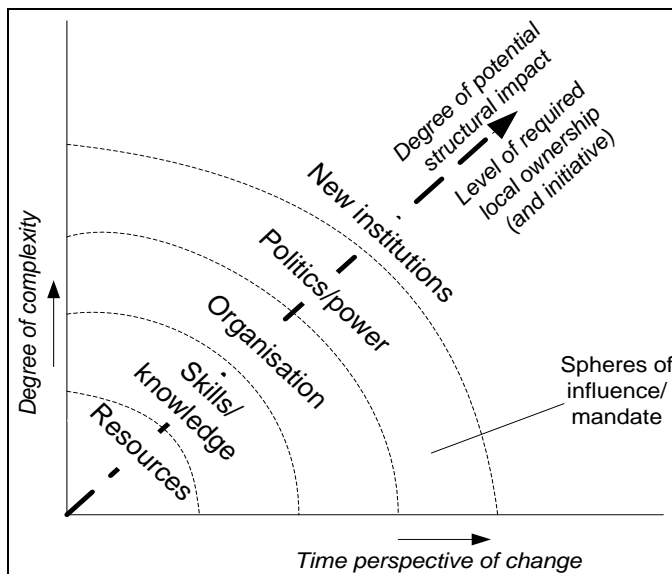 Degree of potential
structural impact
Level of required
local ownership
(and initiative)
New institutions
Politics/power
Organisation
Skills/
knowledge
Resources
Degree of complexity
Spheres of
influence/
mandate
Time perspective of change